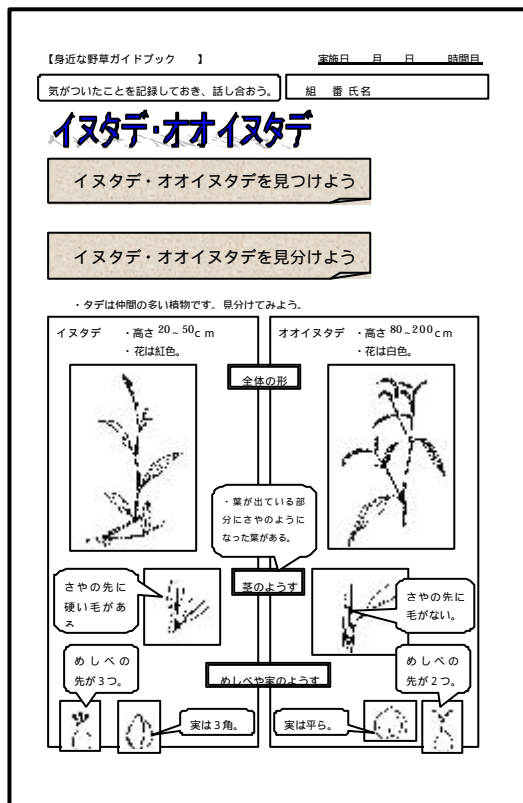 【身近な野草ガイドブック　　】
実施日　　月　　日　　　時間目
気がついたことを記録しておき、話し合おう。
組　番 氏名
イヌタデ・オオイヌタデ
イヌタデ・オオイヌタデを見つけよう
イヌタデ・オオイヌタデを見分けよう
・タデは仲間の多い植物です。見分けてみよう。
イヌタデ　・高さ 20~50cm
・花は紅色。
オオイヌタデ　・高さ 80~200cm
・花は白色。
全体の形
・葉が出ている部
分にさやのように
なった葉がある。
茎のようす
さやの先に
硬い毛があ
る
さやの先に
毛がない。
めしべや実のようす
めしべの
先が3つ。
実は3角。
実は平ら。
めしべの
先が2つ。